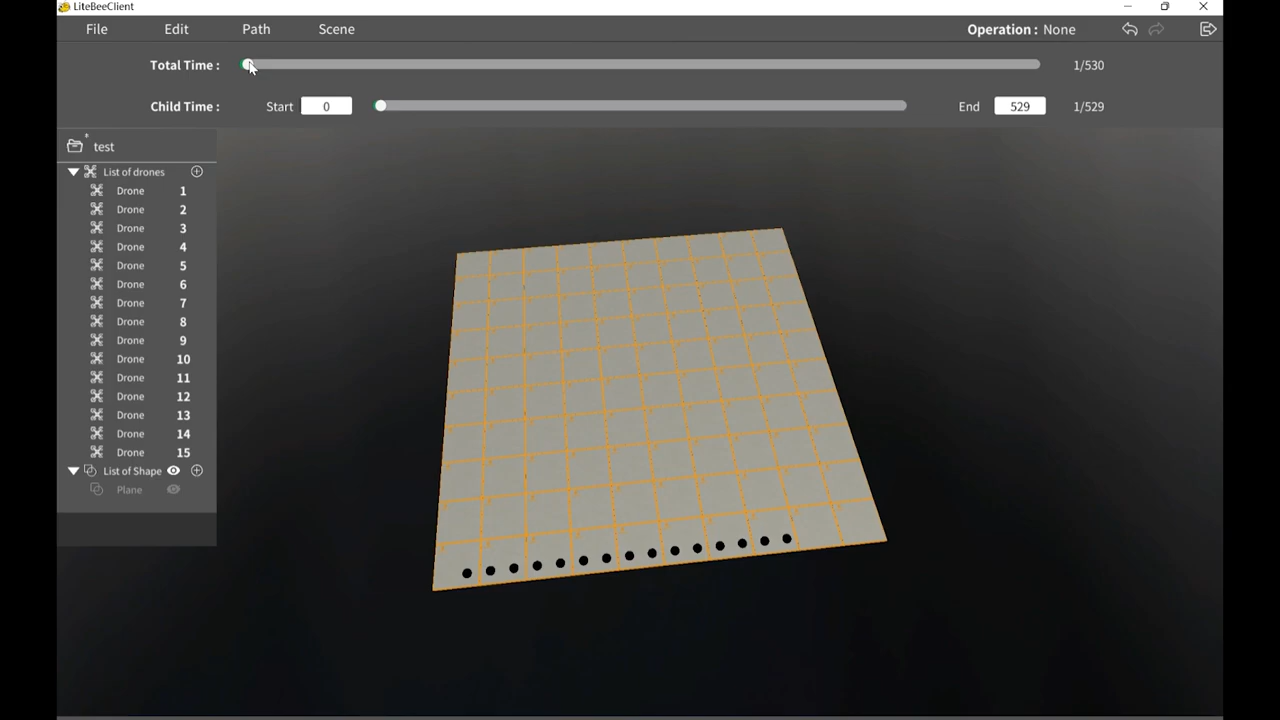 LiteBeeClient
File Edit Path Scene Operation : None
Total Time : 1/530
Child Time : Start 0 End 529 1/529
* test
List of drones
Drone 1
Drone 2
Drone 3
Drone 4
Drone 5
Drone 6
Drone 7
Drone 8
Drone 9
Drone 10
Drone 11
Drone 12
Drone 13
Drone 14
Drone 15
List of Shape
Plane